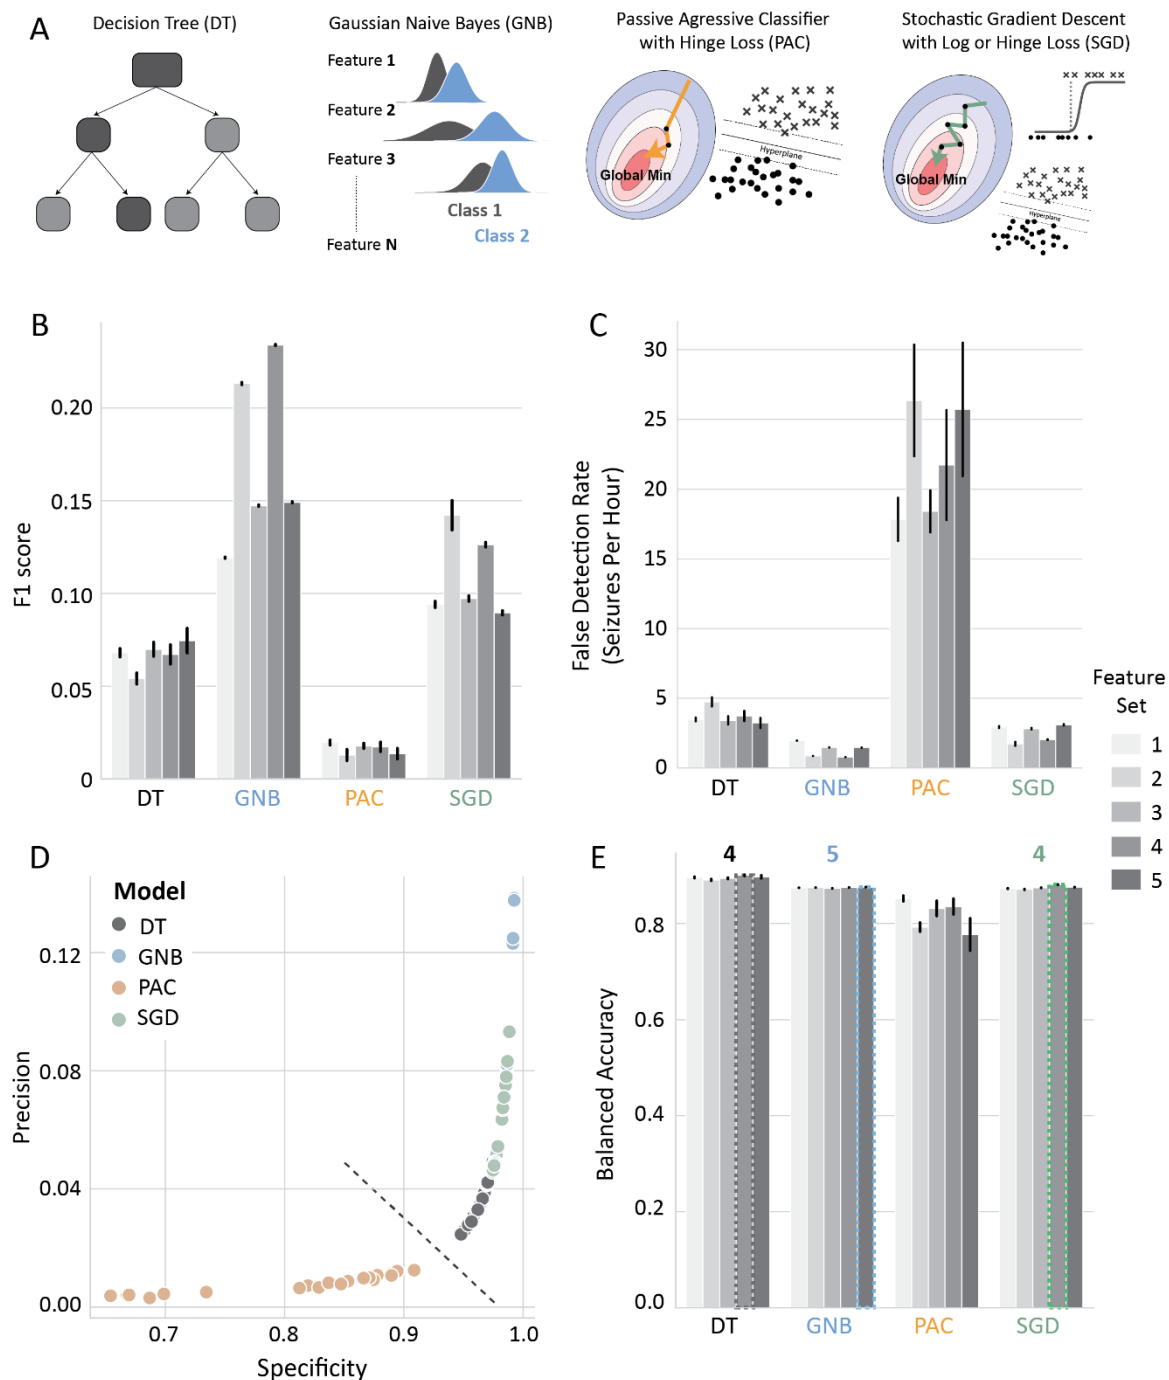 A
Decision Tree (DT)
Gaussian Naive Bayes (GNB)
Feature 1
Feature 2
Feature 3
Feature N
Class 1
Class 2
Passive Agressive Classifier
with Hinge Loss (PAC)
Global Min
Hyperplane
Stochastic Gradient Descent
with Log or Hinge Loss (SGD)
Global Min
Hyperplane
B
F1 score
0.20
0.15
0.10
0.05
0
DT
GNB
PAC
SGD
C
False Detection Rate
(Seizures Per Hour)
30
25
20
15
10
5
0
DT
GNB
PAC
SGD
Feature
Set
1
2
3
4
5
D
Model
DT
GNB
PAC
SGD
Precision
0.12
0.08
0.04
0.00
0.7
0.8
0.9
1.0
Specificity
E
4
5
4
Balanced Accuracy
0.8
0.6
0.4
0.2
0.0
DT
GNB
PAC
SGD